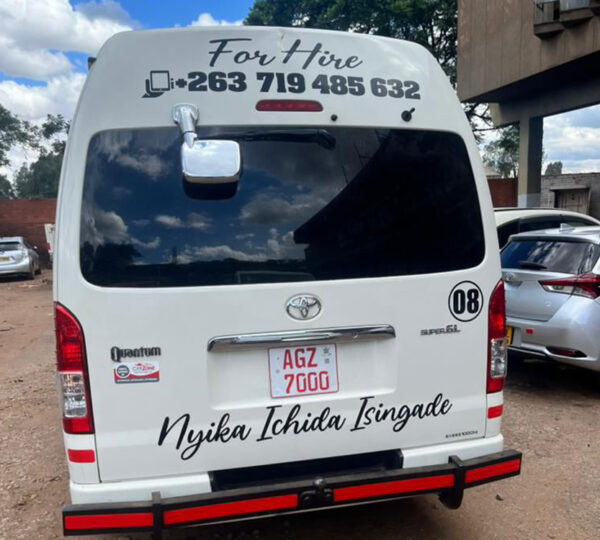 For Hire
+263 719 485 632
08
SUPER GL
Quantum
AGZ
7000
Nyika Ichida Isingade